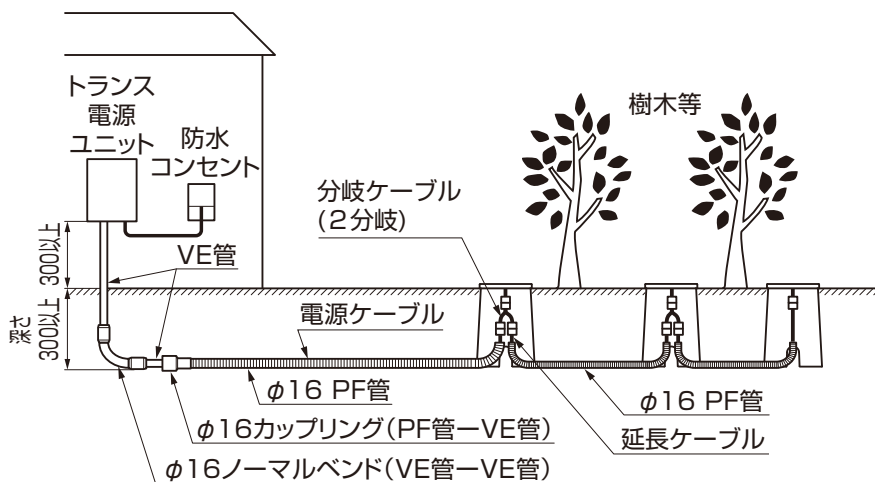 トランス
電源
ユニット
防水
コンセント
樹木等
分岐ケーブル
(2分岐)
300以上
VE管
深さ
300以上
電源ケーブル
φ16 PF管
φ16 PF管
φ16カップリング(PF管ーVE管)
延長ケーブル
φ16ノーマルベンド(VE管ーVE管)